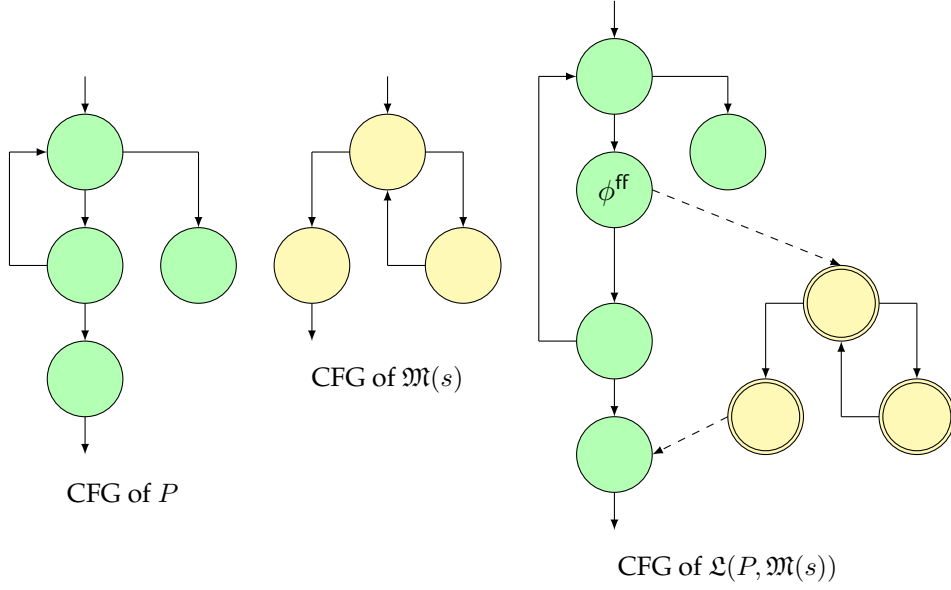 ϕ^ff
CFG of 𝔐(s)
CFG of P
CFG of 𝔏(P, 𝔐(s))